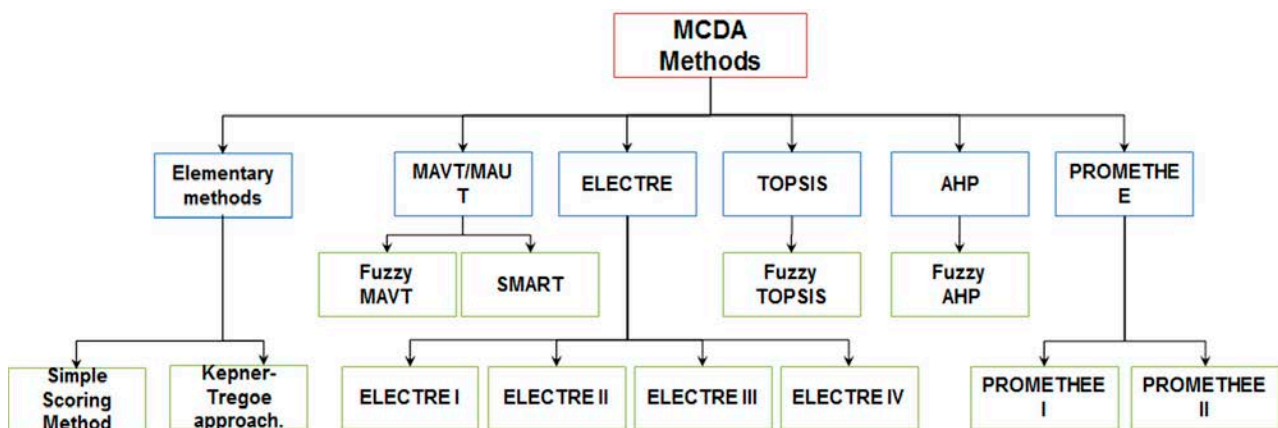 MCDA
Methods
Elementary
methods
MAVT/MAU
T
ELECTRE
TOPSIS
AHP
PROMETHE
E
Fuzzy
MAVT
SMART
Fuzzy
TOPSIS
Fuzzy
AHP
Simple
Scoring
Method
Kepner-
Tregoe
approach.
ELECTRE I
ELECTRE II
ELECTRE III
ELECTRE IV
PROMETHEE
I
PROMETHEE
II